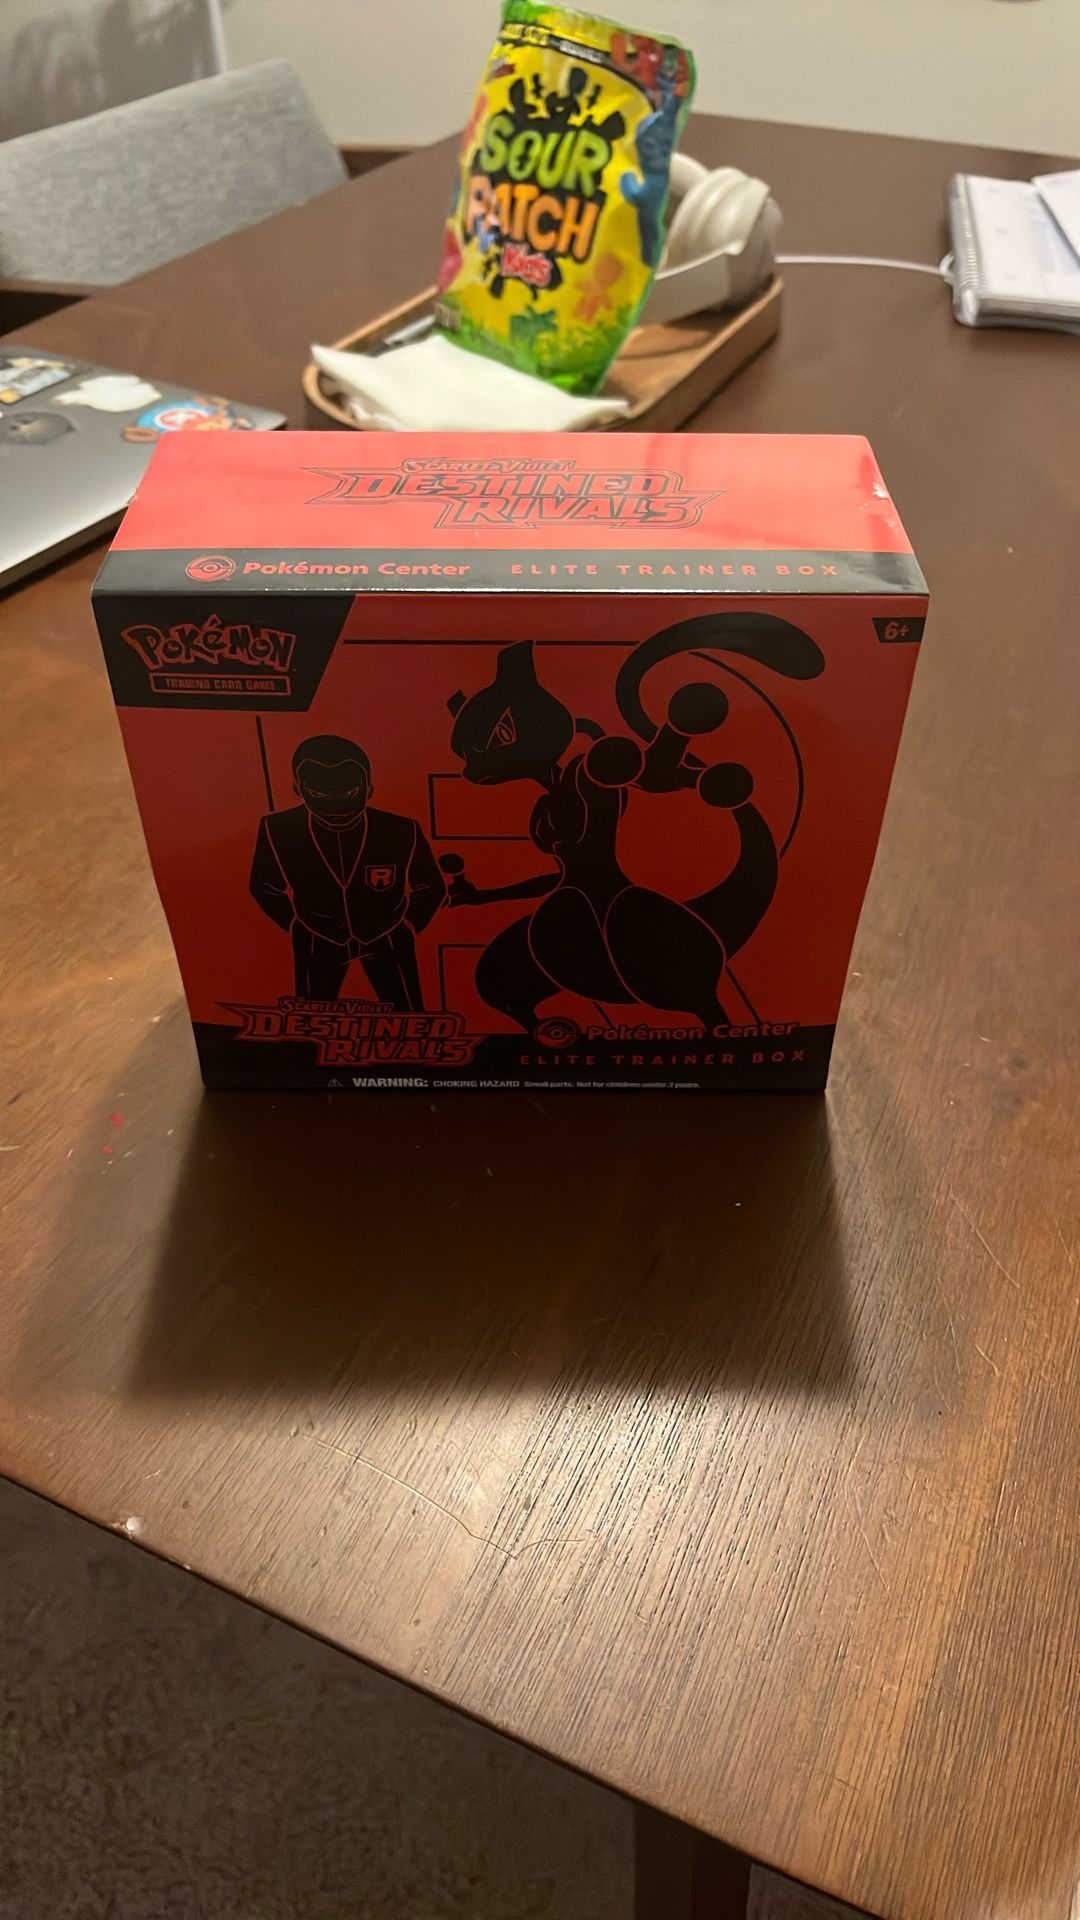 SOUR
PATCH
Kids
SCARLET & VIOLET
DESTINED
RIVALS
Pokémon Center ELITE TRAINER BOX
POKéMON
TRADING CARD GAME
6+
R
SCARLET & VIOLET
DESTINED
RIVALS
Pokémon Center
ELITE TRAINER BOX
WARNING: CHOKING HAZARD Small parts. Not for children under 3 years.